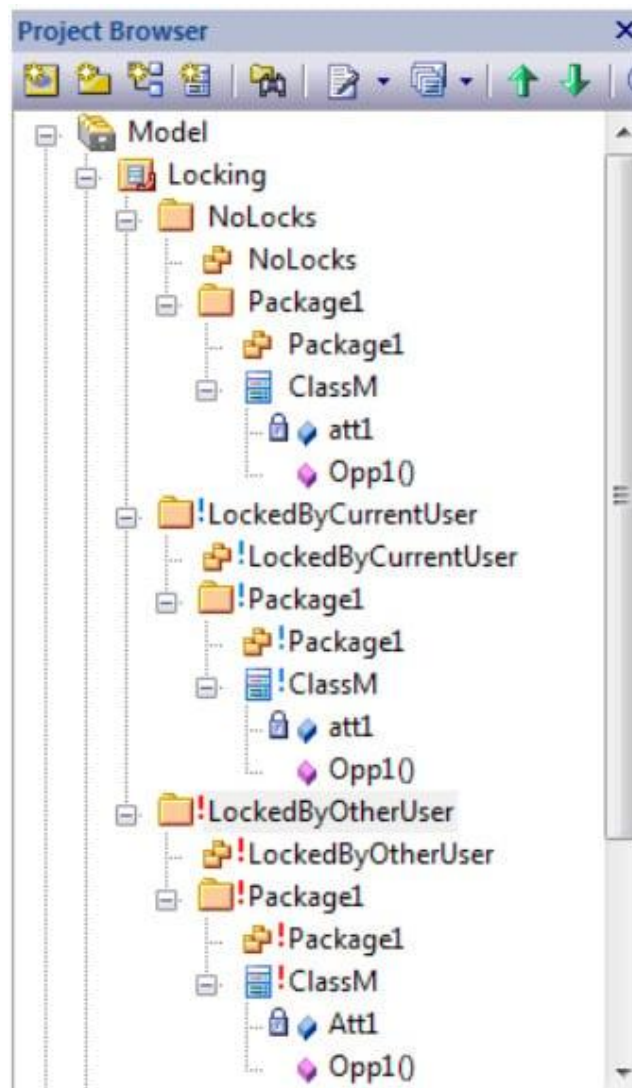 Project Browser
Model
Locking
NoLocks
NoLocks
Package1
Package1
ClassM
att1
Opp1()
!LockedByCurrentUser
!LockedByCurrentUser
!Package1
!Package1
!ClassM
att1
Opp1()
!LockedByOtherUser
!LockedByOtherUser
!Package1
!Package1
!ClassM
Att1
Opp1()